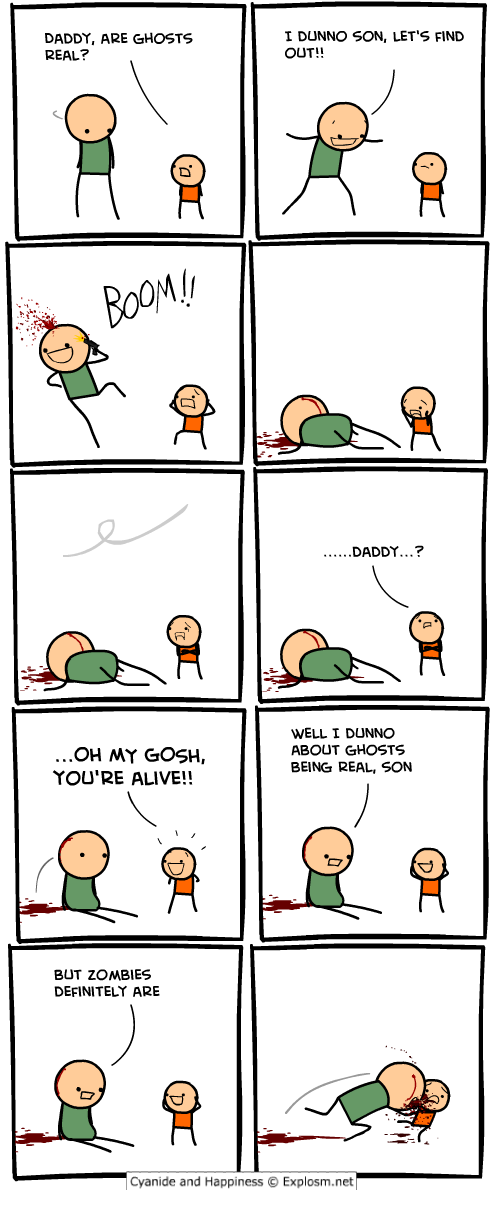 DADDY, ARE GHOSTS
REAL?
I DUNNO SON, LET'S FIND
OUT!!
BOOM!!
......DADDY...?
...OH MY GOSH,
YOU'RE ALIVE!!
WELL I DUNNO
ABOUT GHOSTS
BEING REAL, SON
BUT ZOMBIES
DEFINITELY ARE
Cyanide and Happiness © Explosm.net